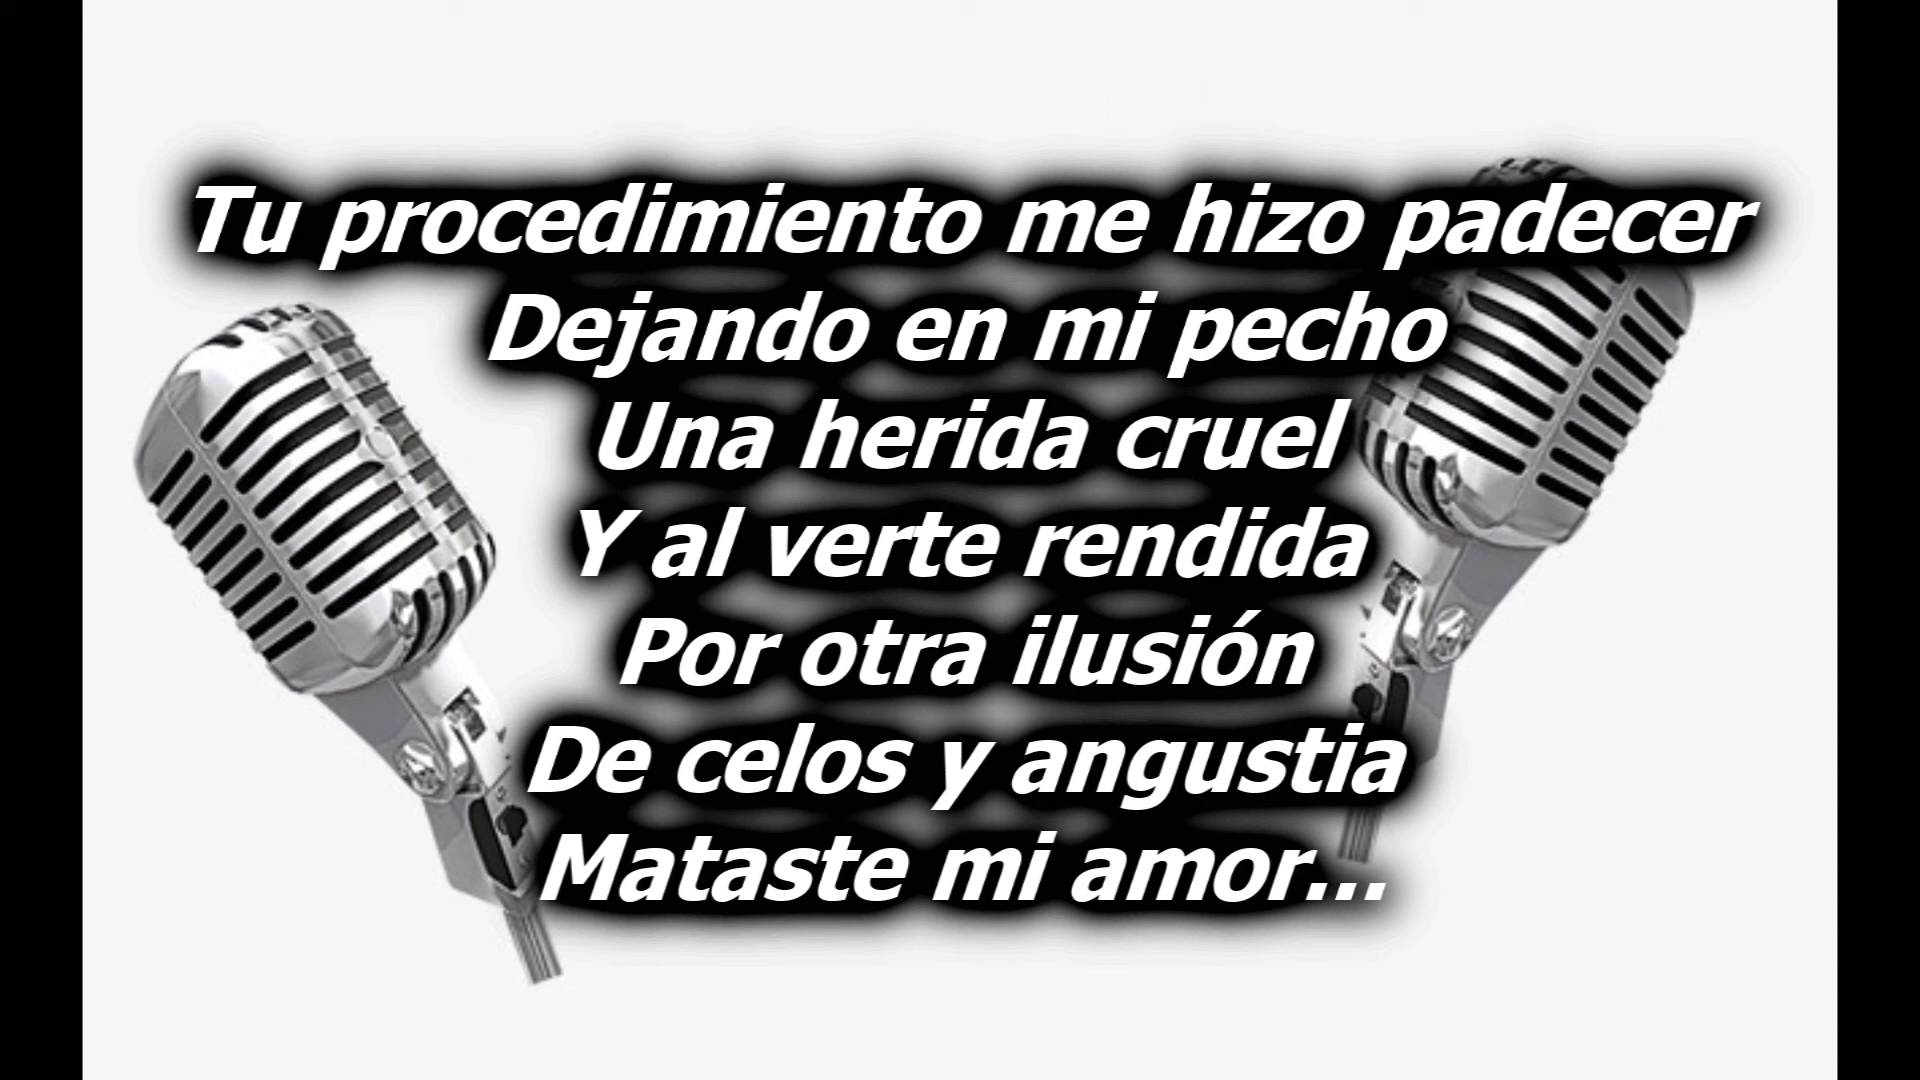 Tu procedimiento me hizo padecer
Dejando en mi pecho
Una herida cruel
Y al verte rendida
Por otra ilusión
De celos y angustia
Mataste mi amor...